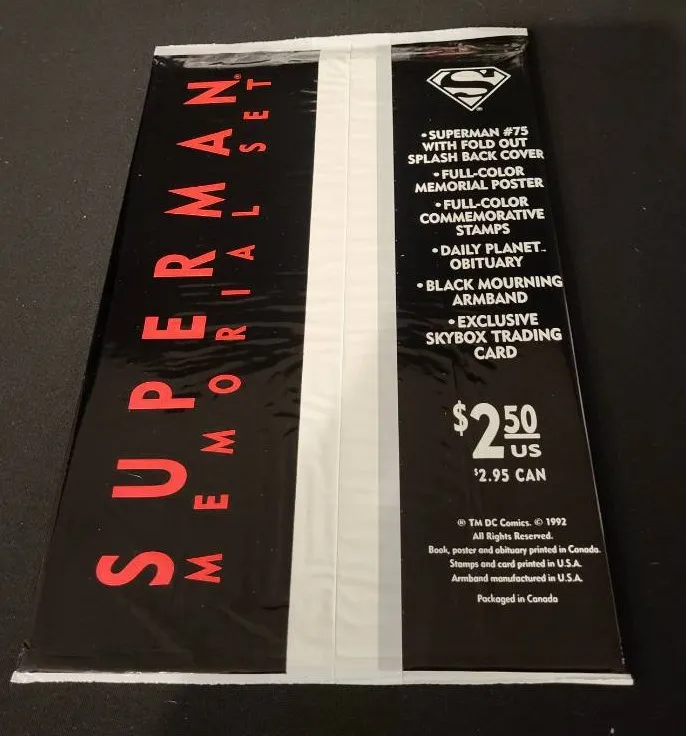 SUPERMAN®
MEMORIAL SET
S
•SUPERMAN #75
WITH FOLD OUT
SPLASH BACK COVER
•FULL-COLOR
MEMORIAL POSTER
•FULL-COLOR
COMMEMORATIVE
STAMPS
•DAILY PLANET™
OBITUARY
•BLACK MOURNING
ARMBAND
•EXCLUSIVE
SKYBOX TRADING
CARD
$2.50
US
$2.95 CAN
® TM DC Comics. © 1992
All Rights Reserved.
Book, poster and obituary printed in Canada.
Stamps and card printed in U.S.A.
Armband manufactured in U.S.A.
Packaged in Canada